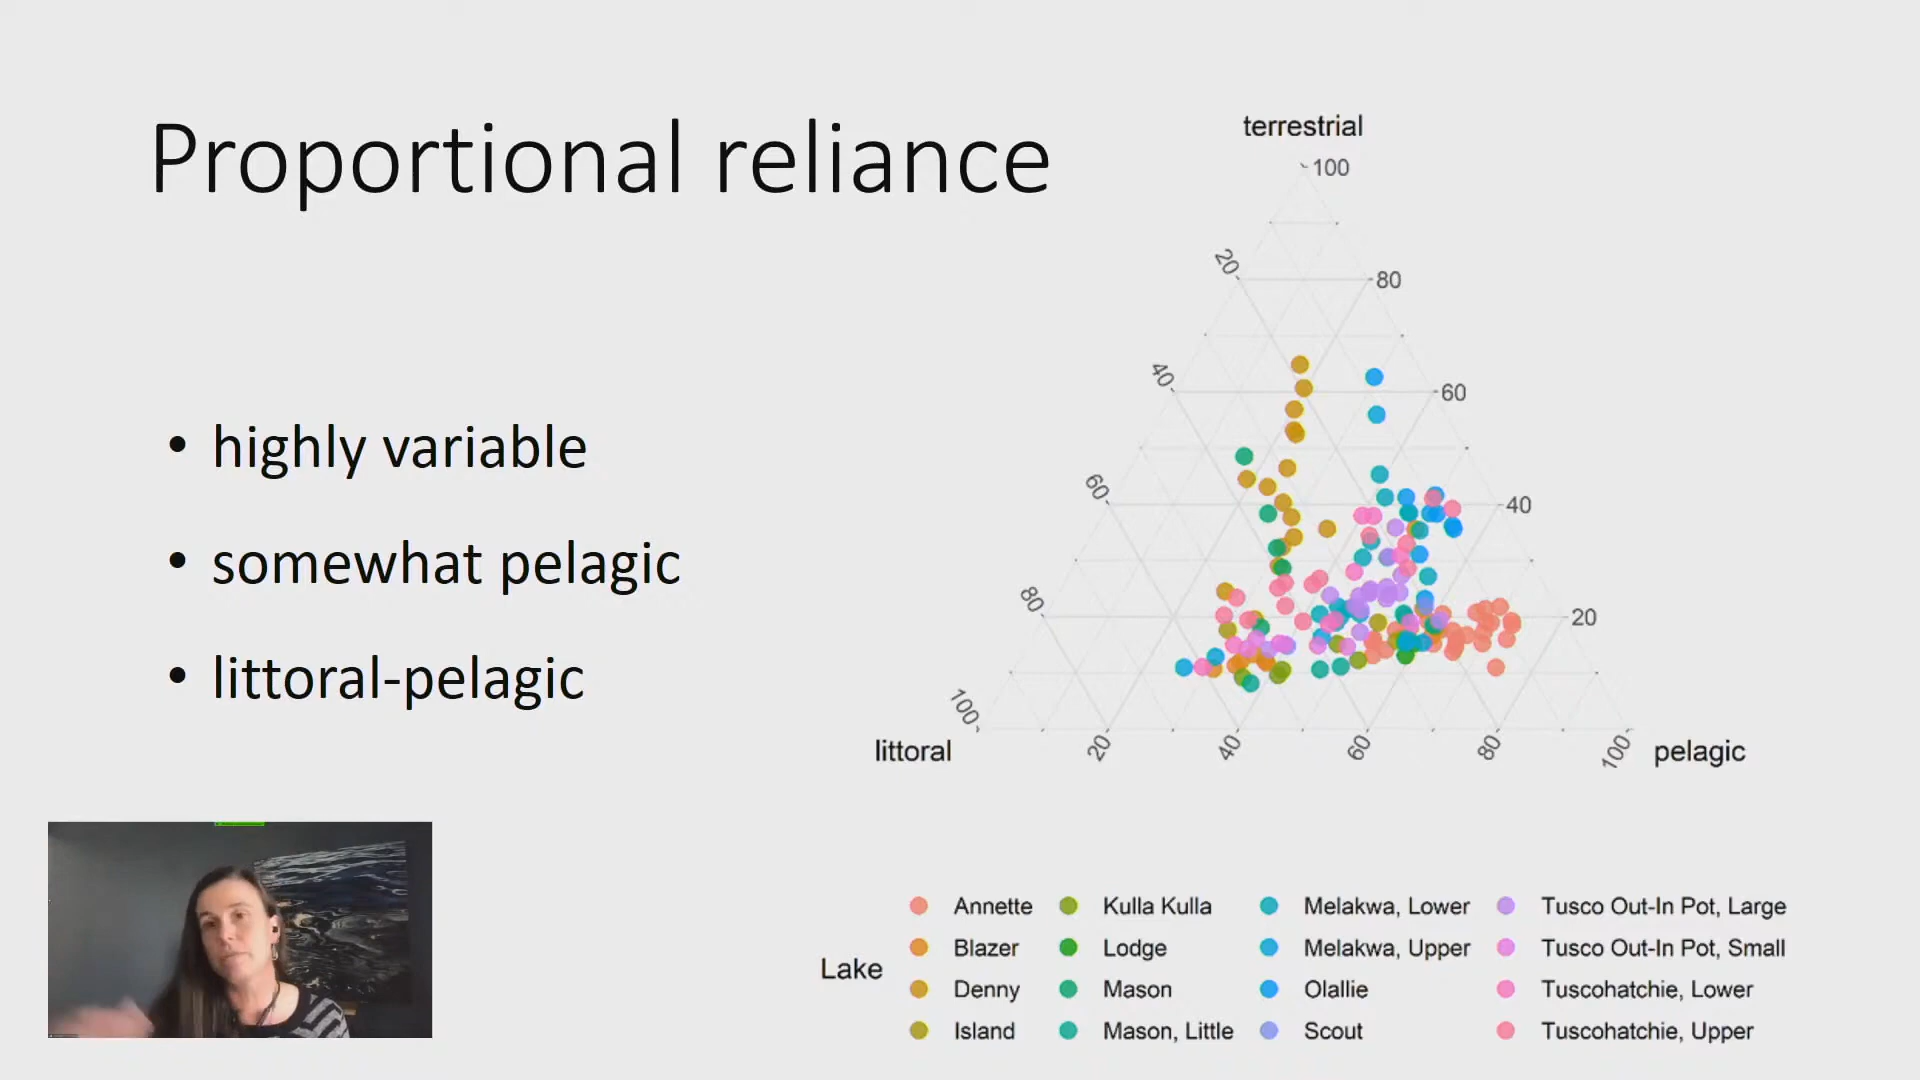 Proportional reliance
• highly variable
• somewhat pelagic
• littoral-pelagic
terrestrial
100
80
60
40
20
20
40
60
80
100
littoral
20
40
60
80
100
pelagic
Lake
Annette
Blazer
Denny
Island
Kulla Kulla
Lodge
Mason
Mason, Little
Melakwa, Lower
Melakwa, Upper
Olallie
Scout
Tusco Out-In Pot, Large
Tusco Out-In Pot, Small
Tuscohatchie, Lower
Tuscohatchie, Upper